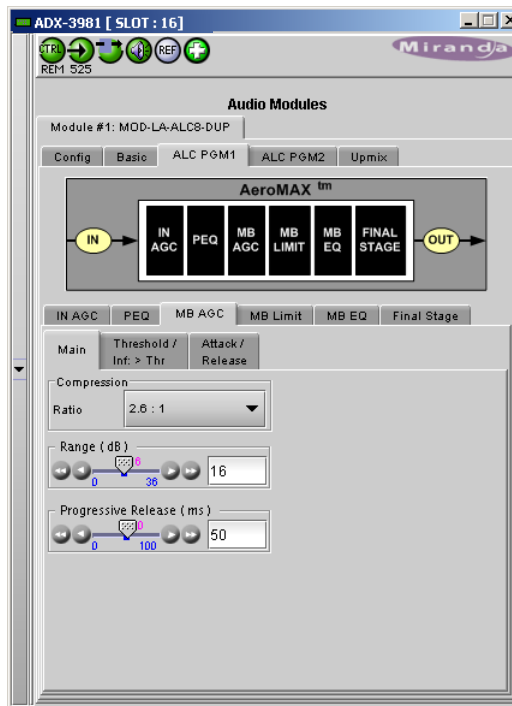 ADX-3981 [ SLOT : 16]
CTRL
REF
REM 525
Miranda
Audio Modules
Module #1: MOD-LA-ALC8-DUP
Config Basic ALC PGM1 ALC PGM2 Upmix
AeroMAX tm
IN
IN AGC
PEQ
MB AGC
MB LIMIT
MB EQ
FINAL STAGE
OUT
IN AGC PEQ MB AGC MB Limit MB EQ Final Stage
Main
Threshold /
Inf: > Thr
Attack /
Release
Compression
Ratio 2.6 : 1
Range ( dB )
6
0 36
16
Progressive Release ( ms )
0
0 100
50